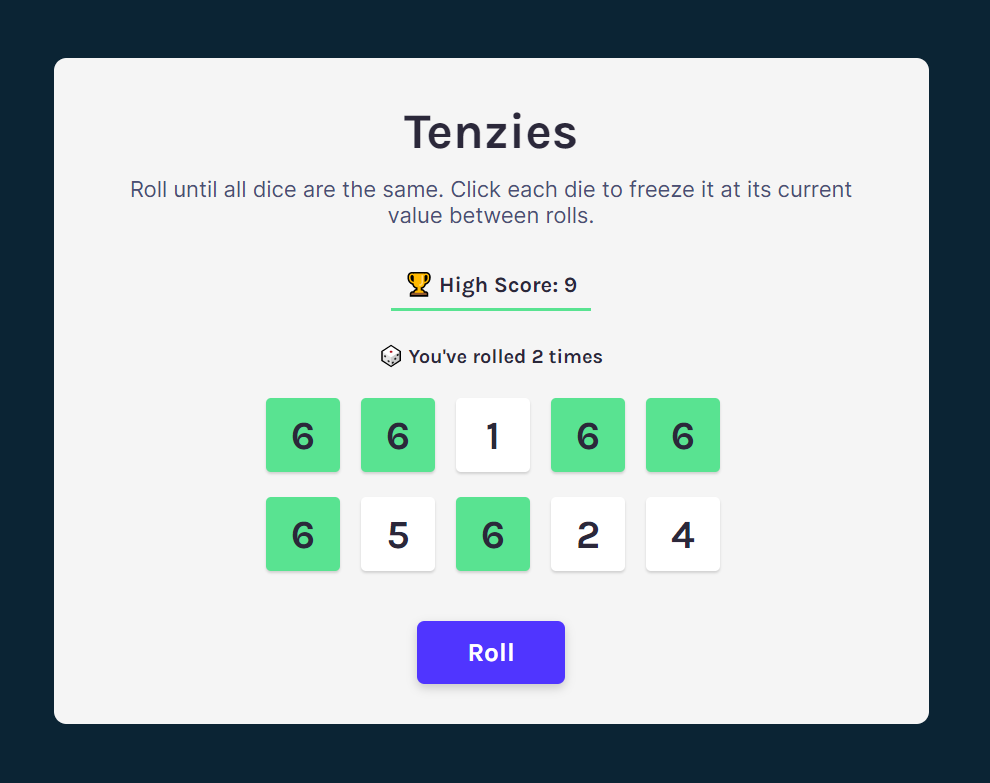 Tenzies
Roll until all dice are the same. Click each die to freeze it at its current
value between rolls.
🏆 High Score: 9
🎲 You've rolled 2 times
6 6 1 6 6
6 5 6 2 4
Roll